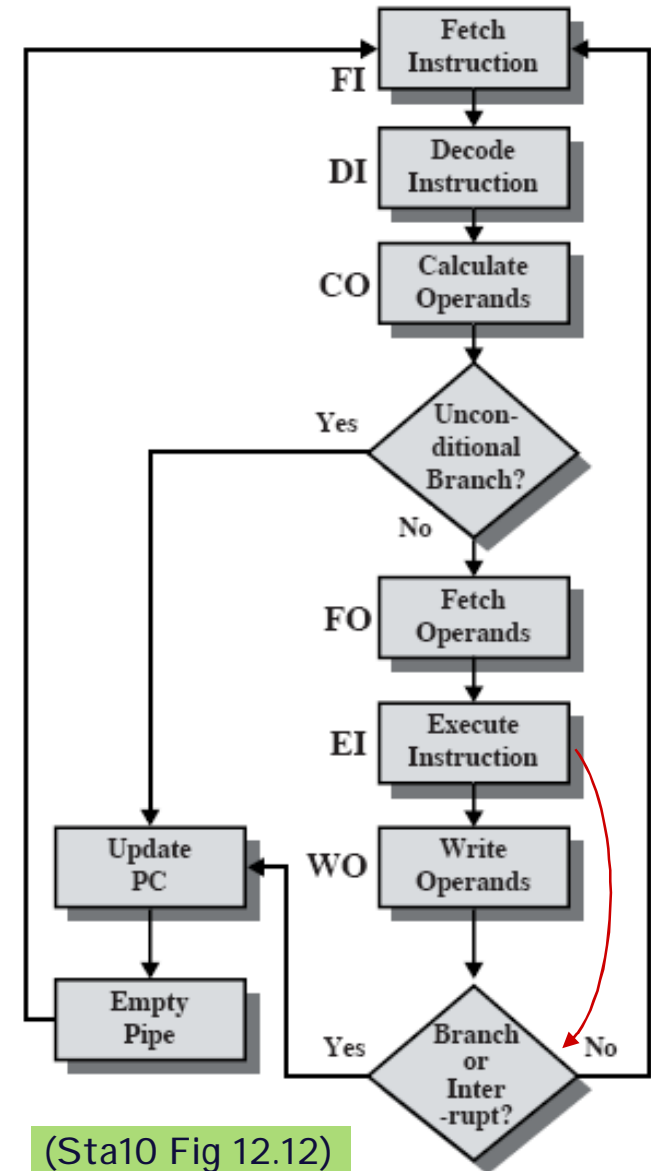 Fetch
Instruction
FI
Decode
Instruction
DI
Calculate
Operands
CO
Uncon-
ditional
Branch?
Yes
No
Fetch
Operands
FO
Execute
Instruction
EI
Write
Operands
WO
Update
PC
Empty
Pipe
Branch
or
Inter
-rupt?
Yes
No
(Sta10 Fig 12.12)